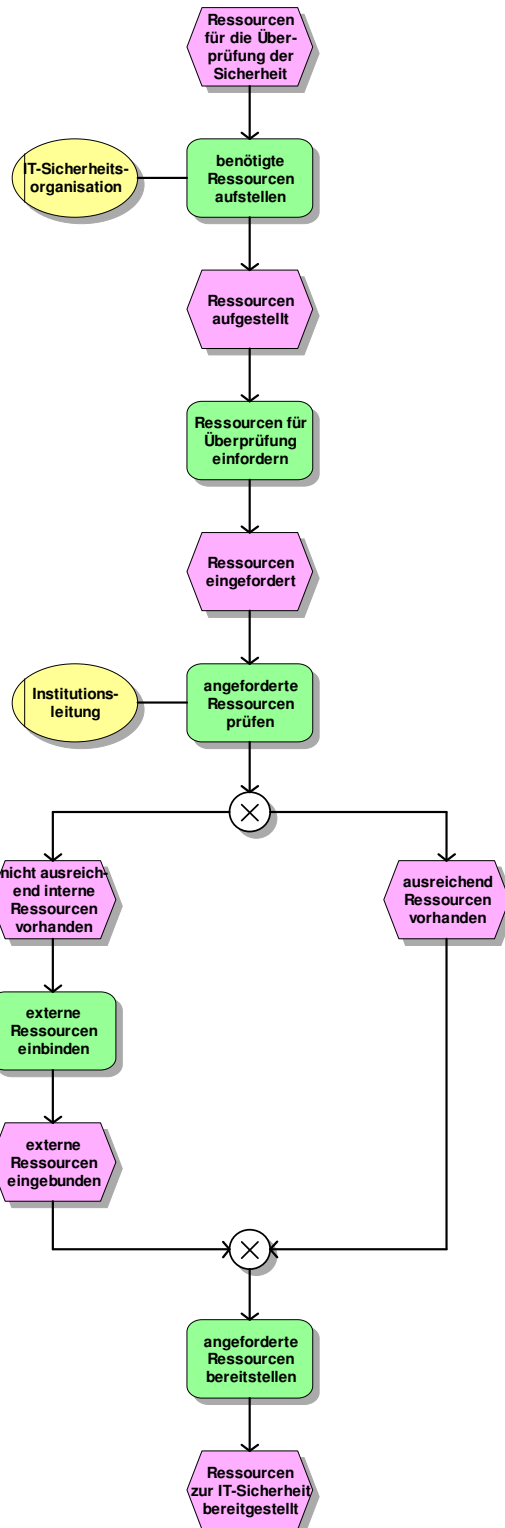 Ressourcen
für die Über-
prüfung der
Sicherheit
IT-Sicherheits-
organisation
benötigte
Ressourcen
aufstellen
Ressourcen
aufgestellt
Ressourcen für
Überprüfung
einfordern
Ressourcen
eingefordert
Institutions-
leitung
angeforderte
Ressourcen
prüfen
nicht ausreich-
end interne
Ressourcen
vorhanden
ausreichend
Ressourcen
vorhanden
externe
Ressourcen
einbinden
externe
Ressourcen
eingebunden
angeforderte
Ressourcen
bereitstellen
Ressourcen
zur IT-Sicherheit
bereitgestellt